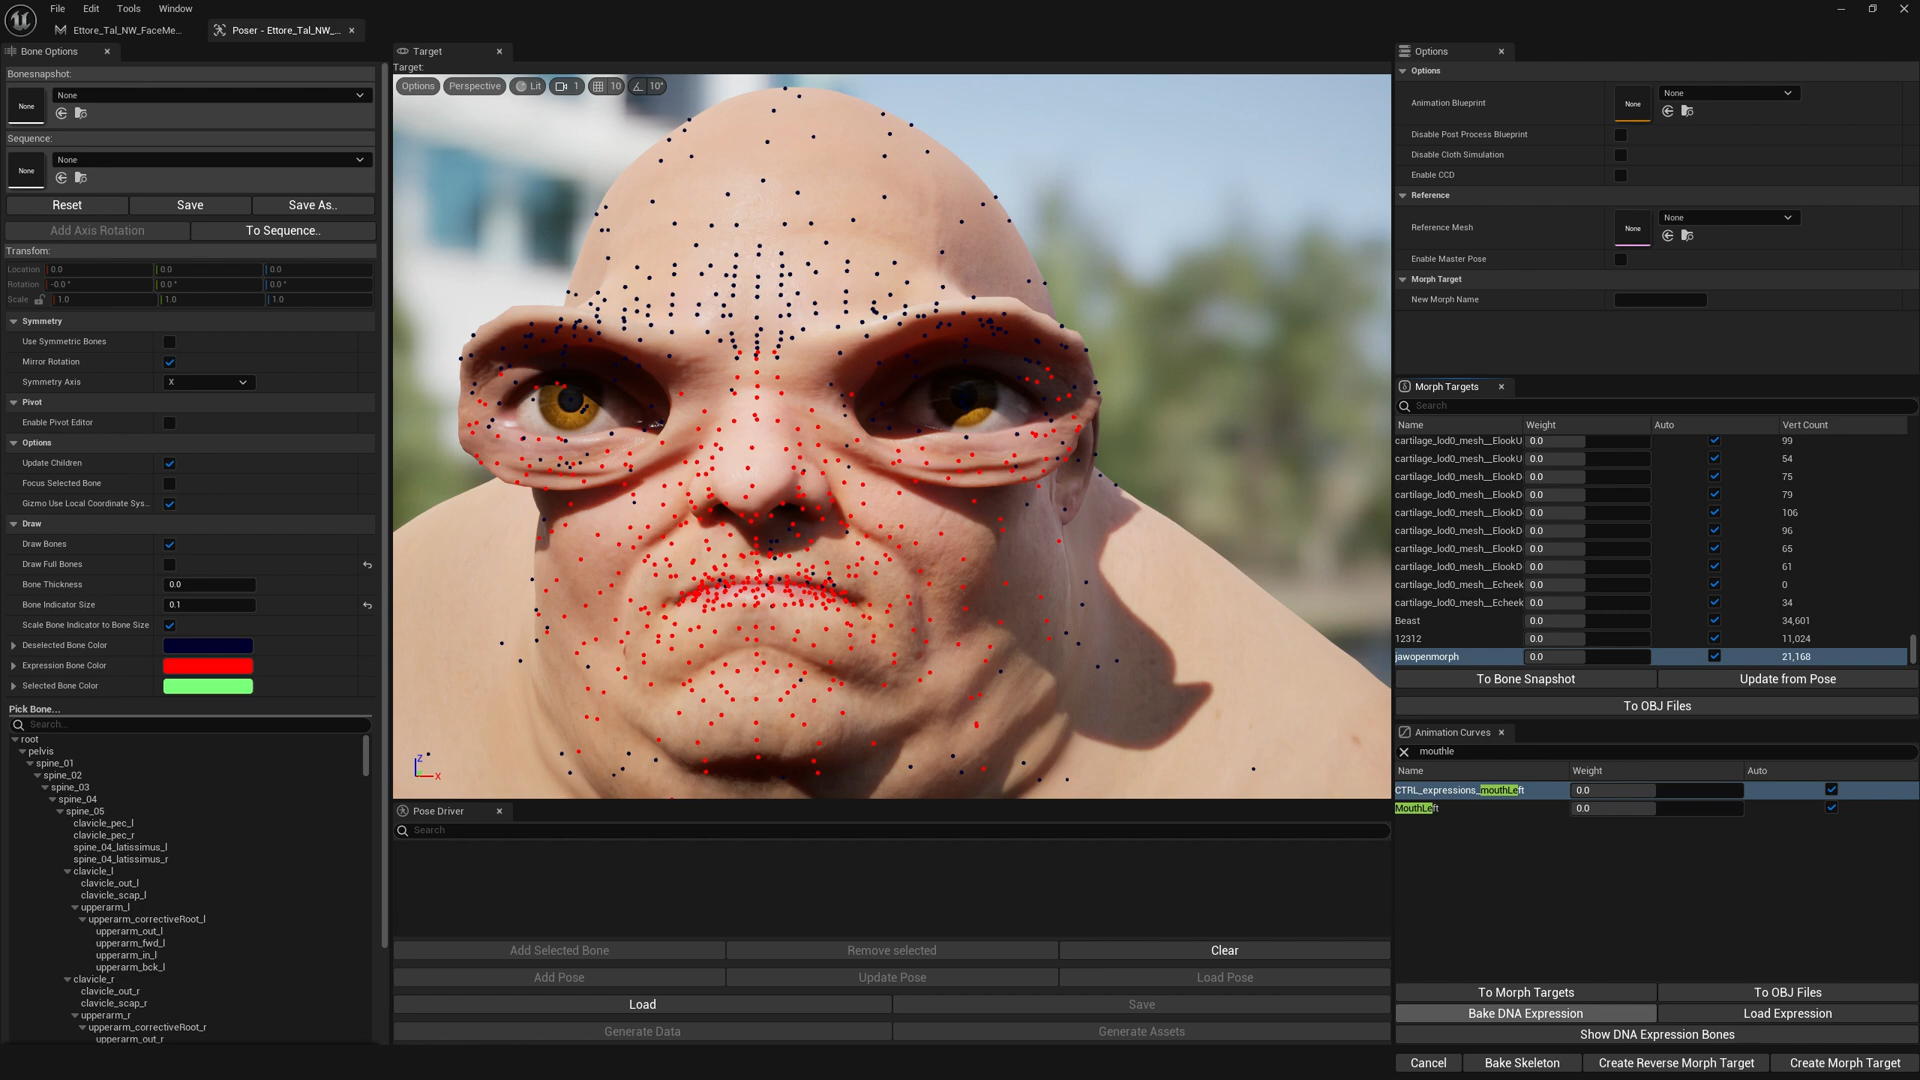 File Edit Tools Window
Ettore_Tal_NW_FaceMe...
Poser - Ettore_Tal_NW_...
Bone Options
Bonesnapshot:
None
None
Sequence:
None
None
Reset
Save
Save As..
Add Axis Rotation
To Sequence..
Transform:
Location 0.0 0.0 0.0
Rotation -0.0 ° 0.0 ° 0.0 °
Scale 1.0 1.0 1.0
Symmetry
Use Symmetric Bones
Mirror Rotation
Symmetry Axis X
Pivot
Enable Pivot Editor
Options
Update Children
Focus Selected Bone
Gizmo Use Local Coordinate Sys...
Draw
Draw Bones
Draw Full Bones
Bone Thickness 0.0
Bone Indicator Size 0.1
Scale Bone Indicator to Bone Size
Deselected Bone Color
Expression Bone Color
Selected Bone Color
Pick Bone...
Search...
root
pelvis
spine_01
spine_02
spine_03
spine_04
spine_05
clavicle_pec_l
clavicle_pec_r
spine_04_latissimus_l
spine_04_latissimus_r
clavicle_l
clavicle_out_l
clavicle_scap_l
upperarm_l
upperarm_correctiveRoot_l
upperarm_out_l
upperarm_fwd_l
upperarm_in_l
upperarm_bck_l
clavicle_r
clavicle_out_r
clavicle_scap_r
upperarm_r
upperarm_correctiveRoot_r
upperarm_out_r
Target
Target:
Options
Perspective
Lit
1
10
10°
Z
X
Pose Driver
Search
Add Selected Bone
Remove selected
Clear
Add Pose
Update Pose
Load Pose
Load
Save
Generate Data
Generate Assets
Options
Options
Animation Blueprint
None
None
Disable Post Process Blueprint
Disable Cloth Simulation
Enable CCD
Reference
Reference Mesh
None
None
Enable Master Pose
Morph Target
New Morph Name
Morph Targets
Search
Name Weight Auto Vert Count
cartilage_lod0_mesh__ElookU 0.0 99
cartilage_lod0_mesh__ElookU 0.0 54
cartilage_lod0_mesh__ElookD 0.0 75
cartilage_lod0_mesh__ElookD 0.0 79
cartilage_lod0_mesh__ElookD 0.0 106
cartilage_lod0_mesh__ElookD 0.0 96
cartilage_lod0_mesh__ElookD 0.0 65
cartilage_lod0_mesh__ElookD 0.0 61
cartilage_lod0_mesh__Echeek 0.0 0
cartilage_lod0_mesh__Echeek 0.0 34
Beast 0.0 34,601
12312 0.0 11,024
jawopenmorph 0.0 21,168
To Bone Snapshot
Update from Pose
To OBJ Files
Animation Curves
mouthle
Name Weight Auto
CTRL_expressions_mouthLeft 0.0
MouthLeft 0.0
To Morph Targets
To OBJ Files
Bake DNA Expression
Load Expression
Show DNA Expression Bones
Cancel
Bake Skeleton
Create Reverse Morph Target
Create Morph Target